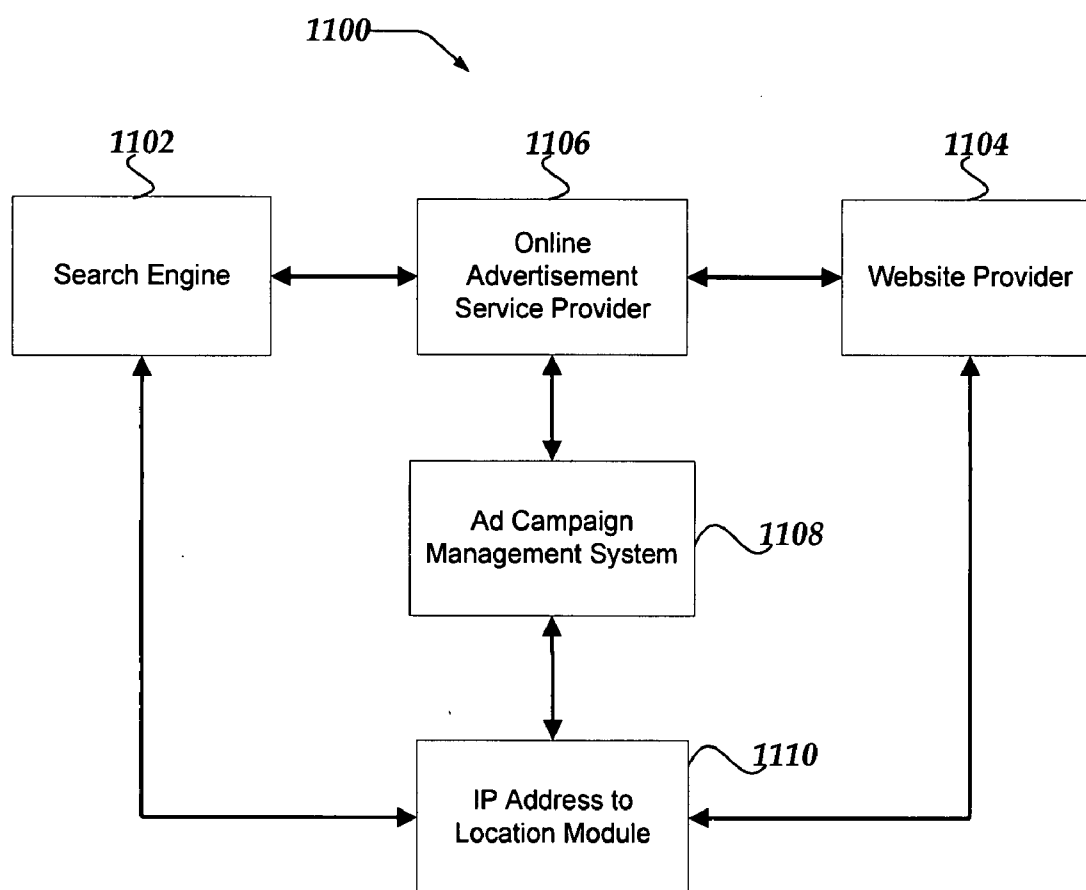 1100
1102
1106
1104
Search Engine
Online
Advertisement
Service Provider
Website Provider
Ad Campaign
Management System
1108
1110
IP Address to
Location Module